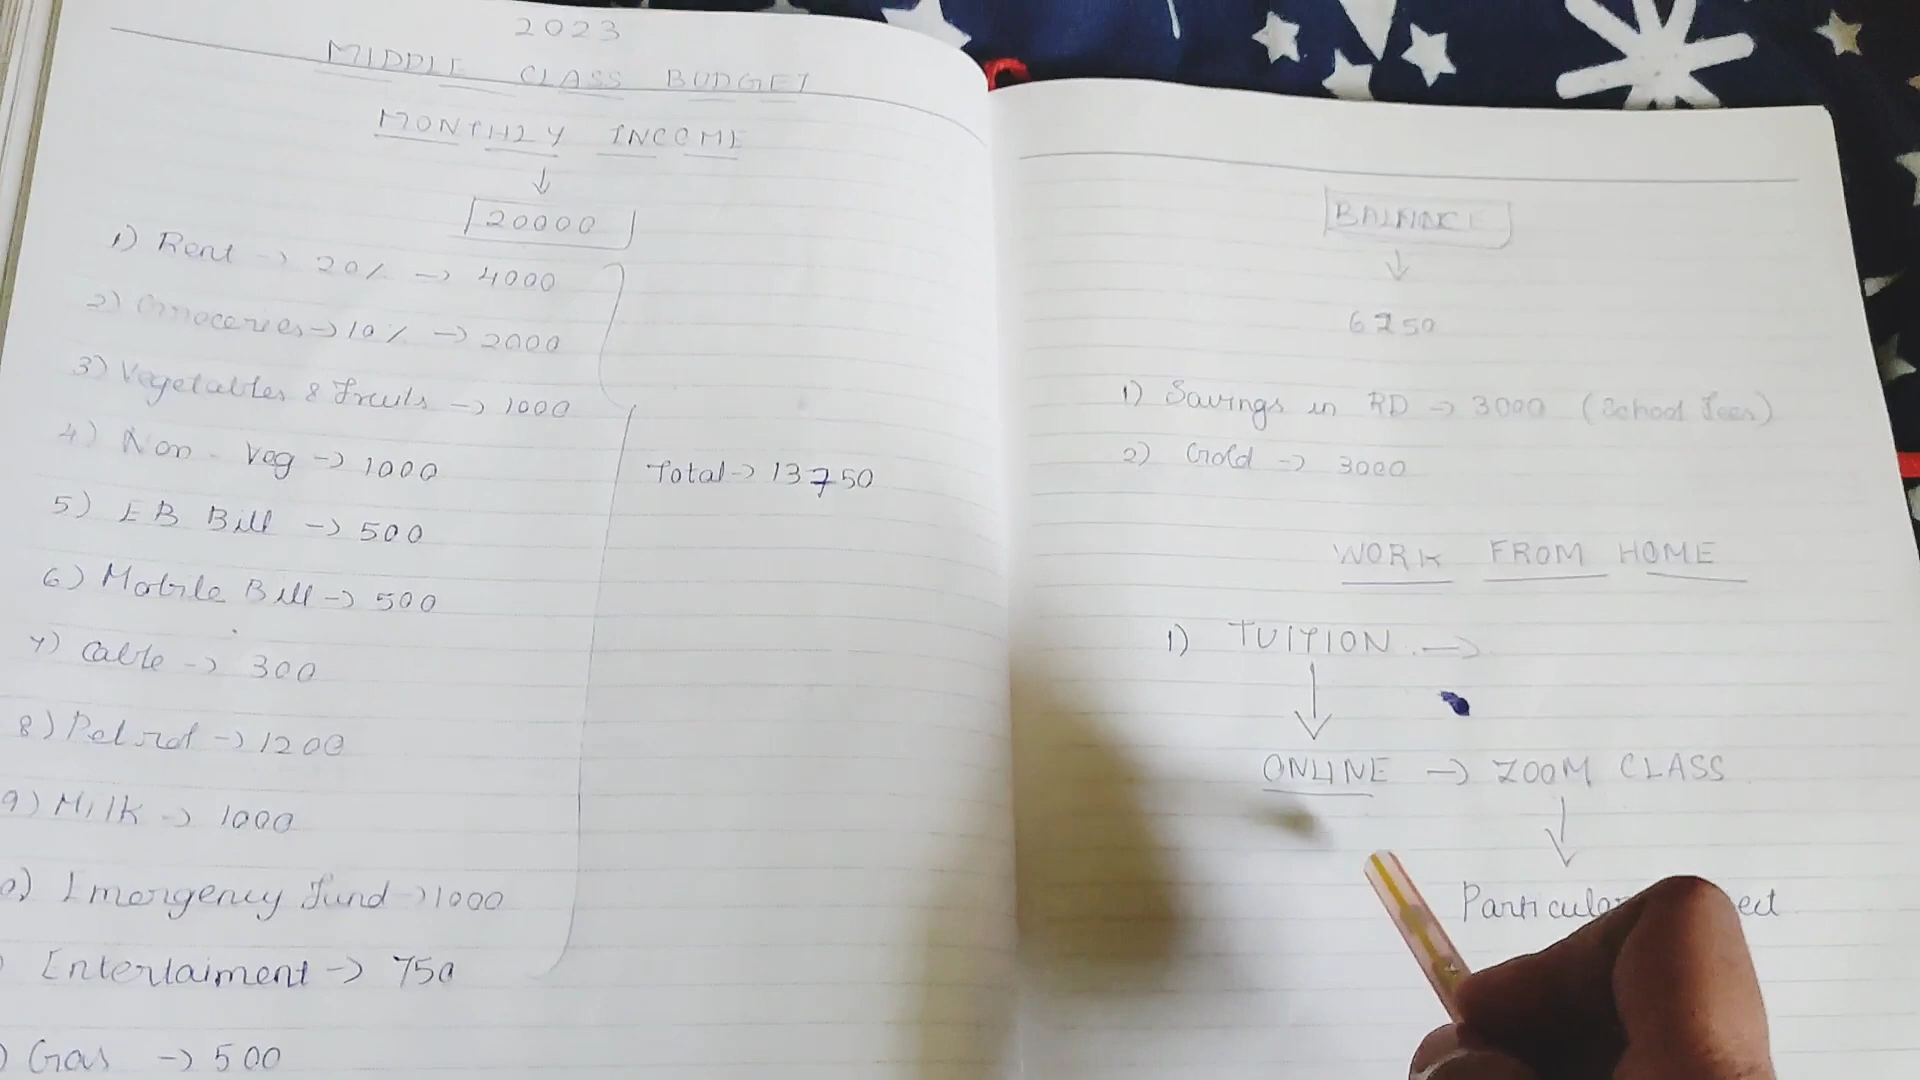 2023
MIDDLE CLASS BUDGET
MONTHLY INCOME
↓
20000
1) Rent -> 20% -> 4000
2) Groceries -> 10% -> 2000
3) Vegetables & Fruits -> 1000
4) Non - Veg -> 1000
5) EB Bill -> 500
6) Mobile Bill -> 500
7) Cable -> 300
8) Petrol -> 1200
9) Milk -> 1000
0) Emergency Fund -> 1000
) Entertaiment -> 750
) Gas -> 500
Total -> 13750
BALANCE
↓
6250
1) Savings in RD -> 3000 (School Fees)
2) Gold -> 3000
WORK FROM HOME
1) TUITION ->
ONLINE -> ZOOM CLASS